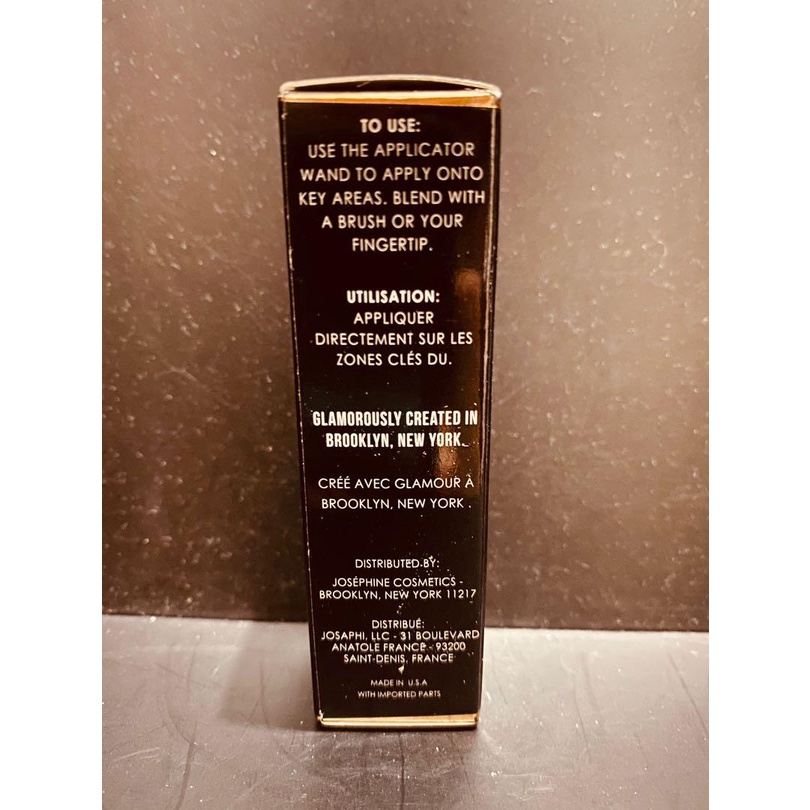 TO USE:
USE THE APPLICATOR
WAND TO APPLY ONTO
KEY AREAS. BLEND WITH
A BRUSH OR YOUR
FINGERTIP.
UTILISATION:
APPLIQUER
DIRECTEMENT SUR LES
ZONES CLÉS DU.
GLAMOROUSLY CREATED IN
BROOKLYN, NEW YORK.
CRÉÉ AVEC GLAMOUR À
BROOKLYN, NEW YORK .
DISTRIBUTED BY:
JOSÉPHINE COSMETICS -
BROOKLYN, NEW YORK 11217
DISTRIBUÉ:
JOSAPHI, LLC - 31 BOULEVARD
ANATOLE FRANCE - 93200
SAINT-DENIS, FRANCE
MADE IN U.S.A
WITH IMPORTED PARTS